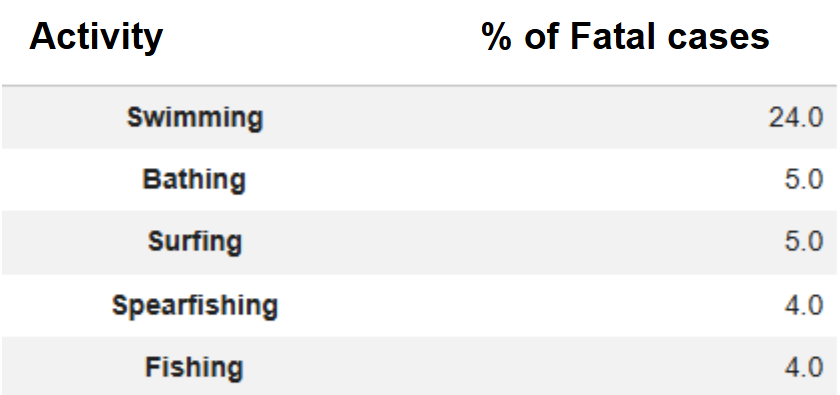 Activity % of Fatal cases
Swimming 24.0
Bathing 5.0
Surfing 5.0
Spearfishing 4.0
Fishing 4.0